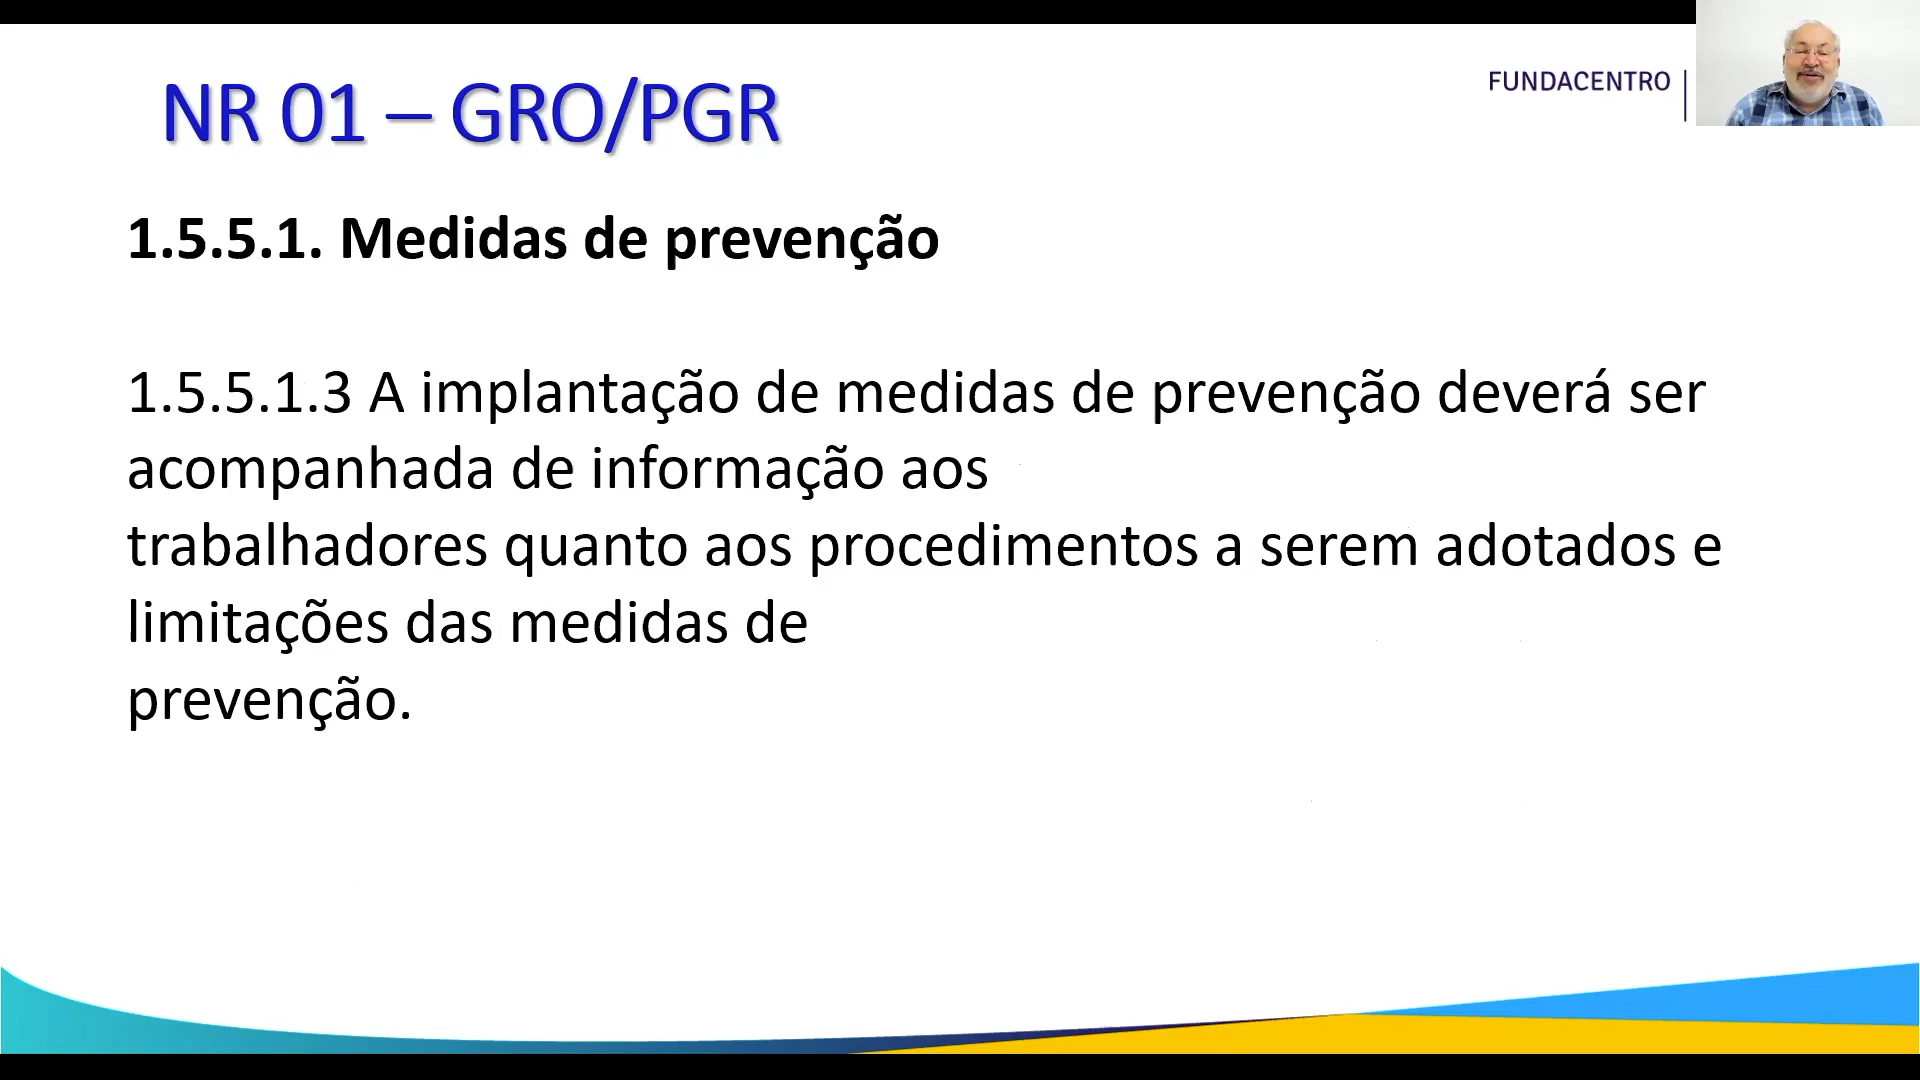 NR 01 – GRO/PGR
FUNDACENTRO
1.5.5.1. Medidas de prevenção
1.5.5.1.3 A implantação de medidas de prevenção deverá ser
acompanhada de informação aos
trabalhadores quanto aos procedimentos a serem adotados e
limitações das medidas de
prevenção.